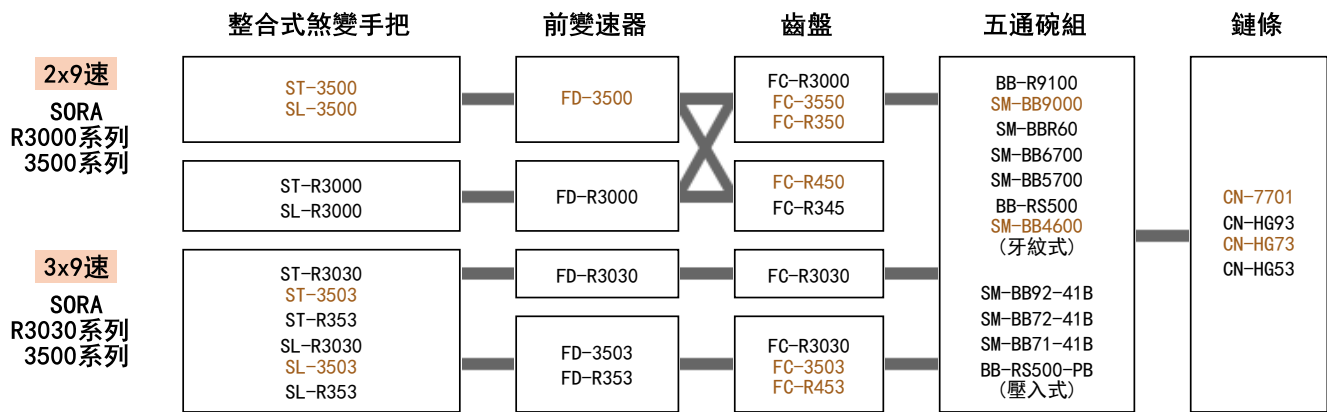 整合式煞變手把
前變速器
齒盤
五通碗組
鏈條
2x9速
SORA
R3000系列
3500系列
ST-3500
SL-3500
FD-3500
FC-R3000
FC-3550
FC-R350
ST-R3000
SL-R3000
FD-R3000
FC-R450
FC-R345
3x9速
SORA
R3030系列
3500系列
ST-R3030
ST-3503
ST-R353
SL-R3030
SL-3503
SL-R353
FD-R3030
FC-R3030
FD-3503
FD-R353
FC-R3030
FC-3503
FC-R453
BB-R9100
SM-BB9000
SM-BBR60
SM-BB6700
SM-BB5700
BB-RS500
SM-BB4600
(牙紋式)
SM-BB92-41B
SM-BB72-41B
SM-BB71-41B
BB-RS500-PB
(壓入式)
CN-7701
CN-HG93
CN-HG73
CN-HG53